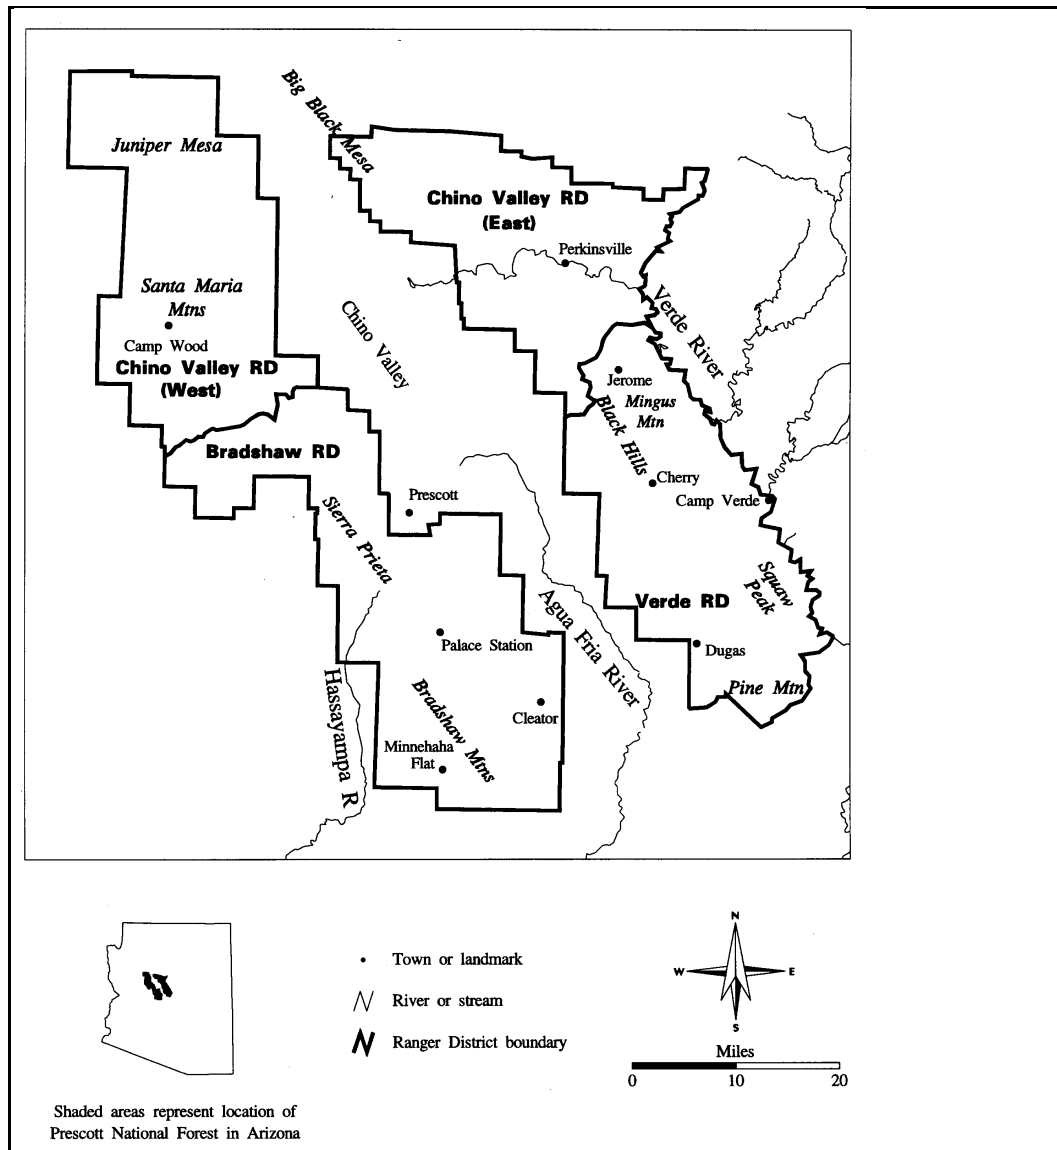 Big Black Mesa
Juniper Mesa
Chino Valley RD
(East)
Perkinsville
Santa Maria
Mtns
Camp Wood
Chino Valley RD
(West)
Chino Valley
Verde River
Jerome
Mingus
Mtn
Black Hills
Bradshaw RD
Cherry
Camp Verde
Prescott
Sierra Prieta
Squaw
Peak
Agua Fria River
Verde RD
Palace Station
Dugas
Hassayampa R
Pine Mtn
Bradshaw Mtns
Cleator
Minnehaha
Flat
N
W
E
S
Town or landmark
River or stream
Ranger District boundary
Miles
0
10
20
Shaded areas represent location of
Prescott National Forest in Arizona